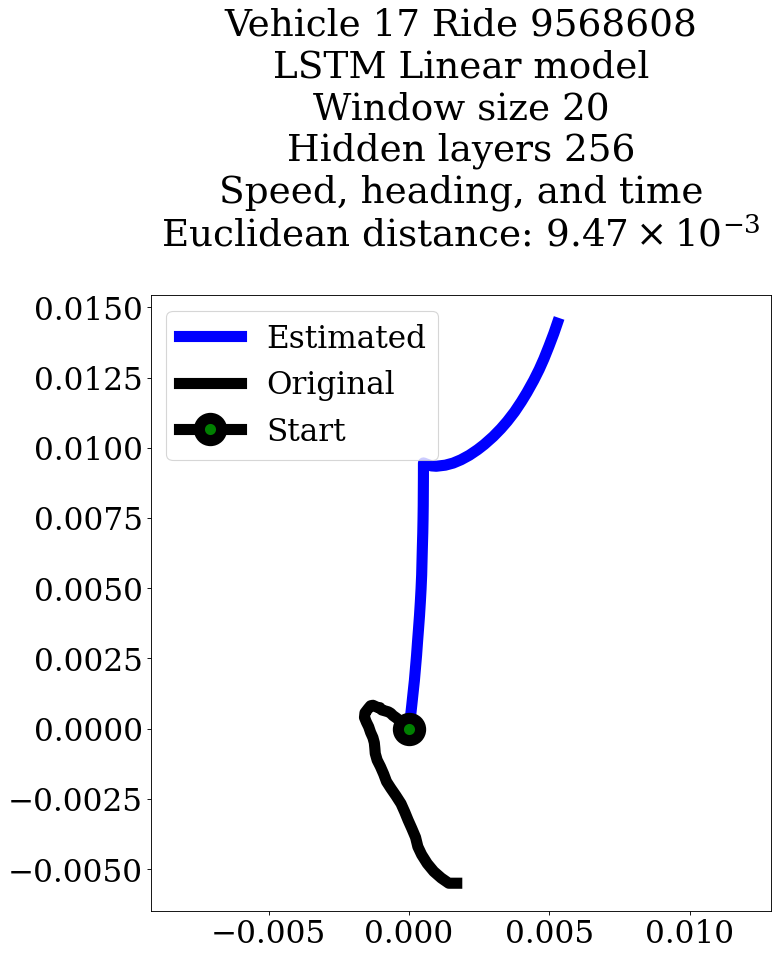 Vehicle 17 Ride 9568608
LSTM Linear model
Window size 20
Hidden layers 256
Speed, heading, and time
Euclidean distance: 9.47 × 10⁻³
Estimated
Original
Start
0.0150
0.0125
0.0100
0.0075
0.0050
0.0025
0.0000
−0.0025
−0.0050
−0.005 0.000 0.005 0.010